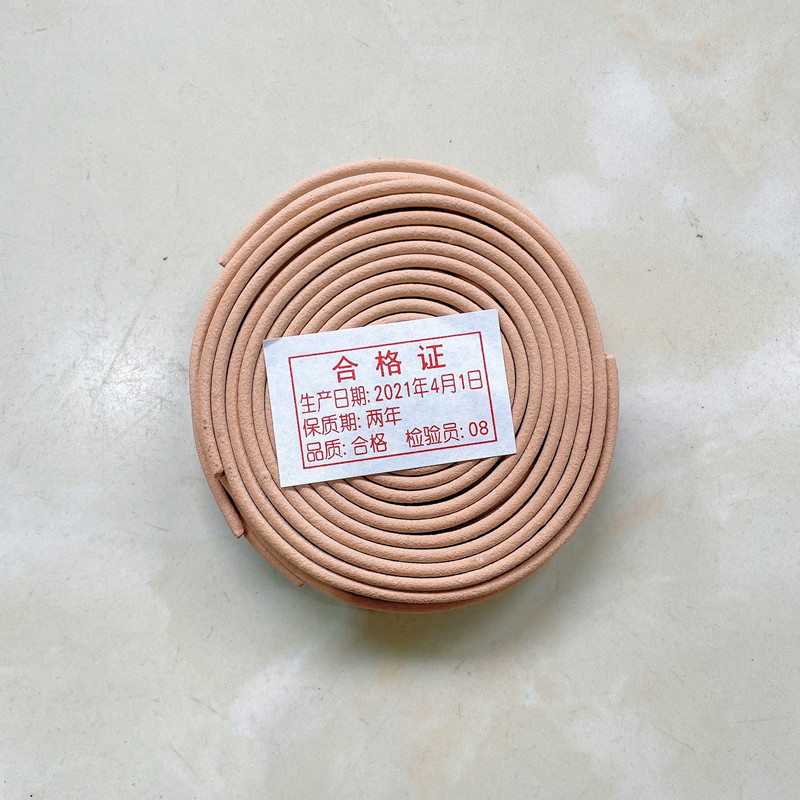 合格证
生产日期: 2021年4月1日
保质期: 两年
品质: 合格 检验员: 08